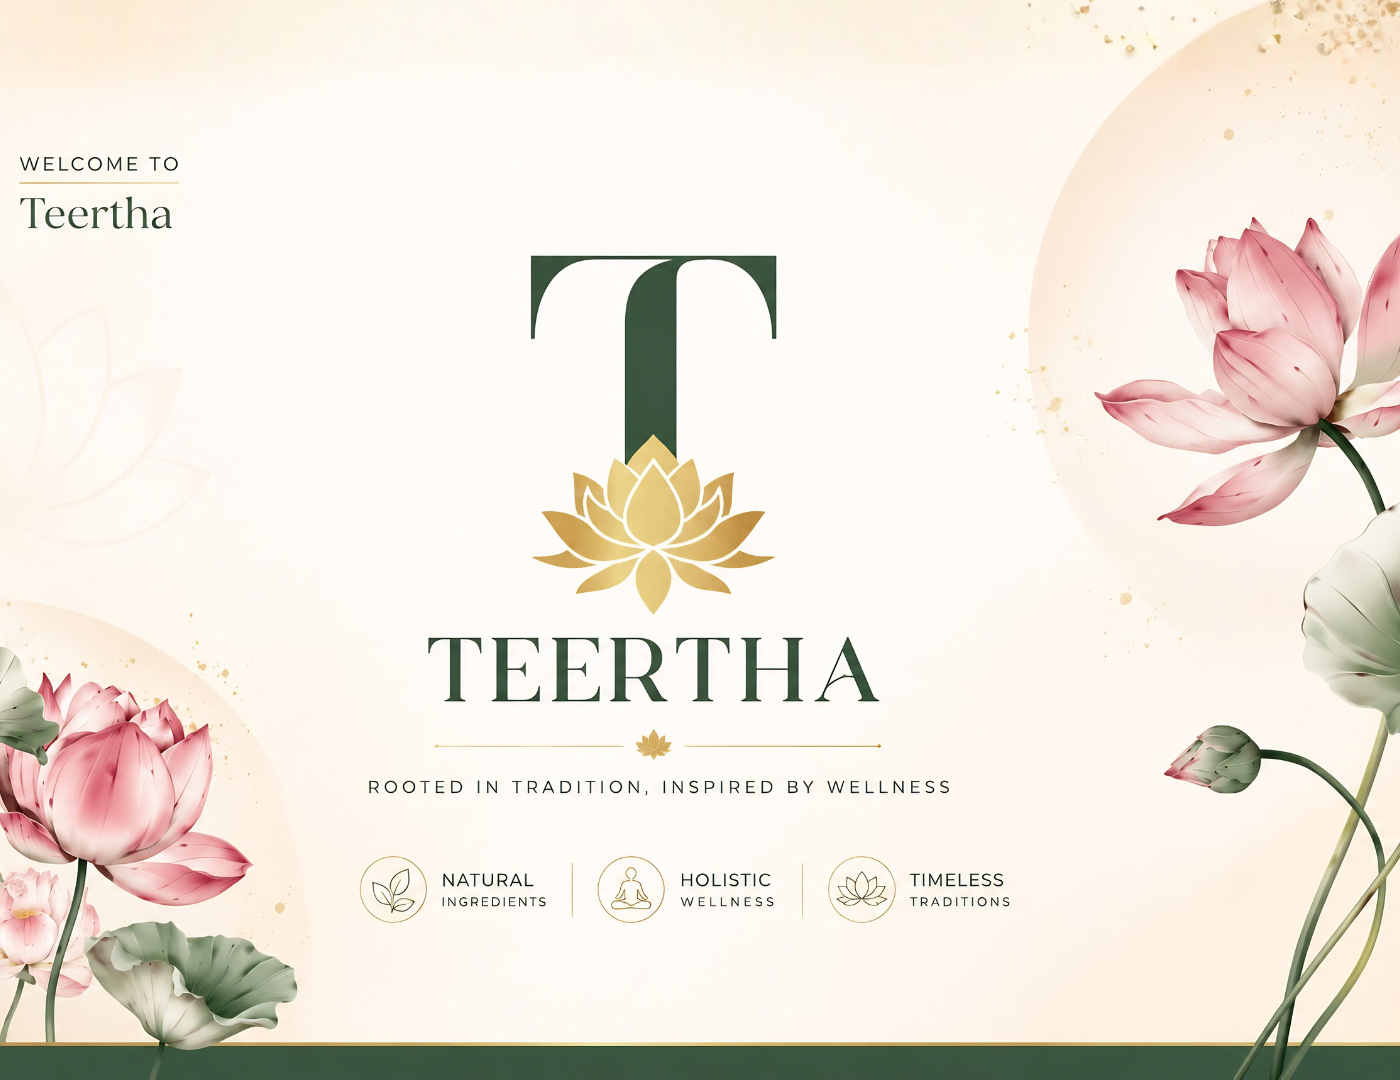 WELCOME TO
Teertha
T
TEERTHA
ROOTED IN TRADITION, INSPIRED BY WELLNESS
NATURAL
INGREDIENTS
HOLISTIC
WELLNESS
TIMELESS
TRADITIONS